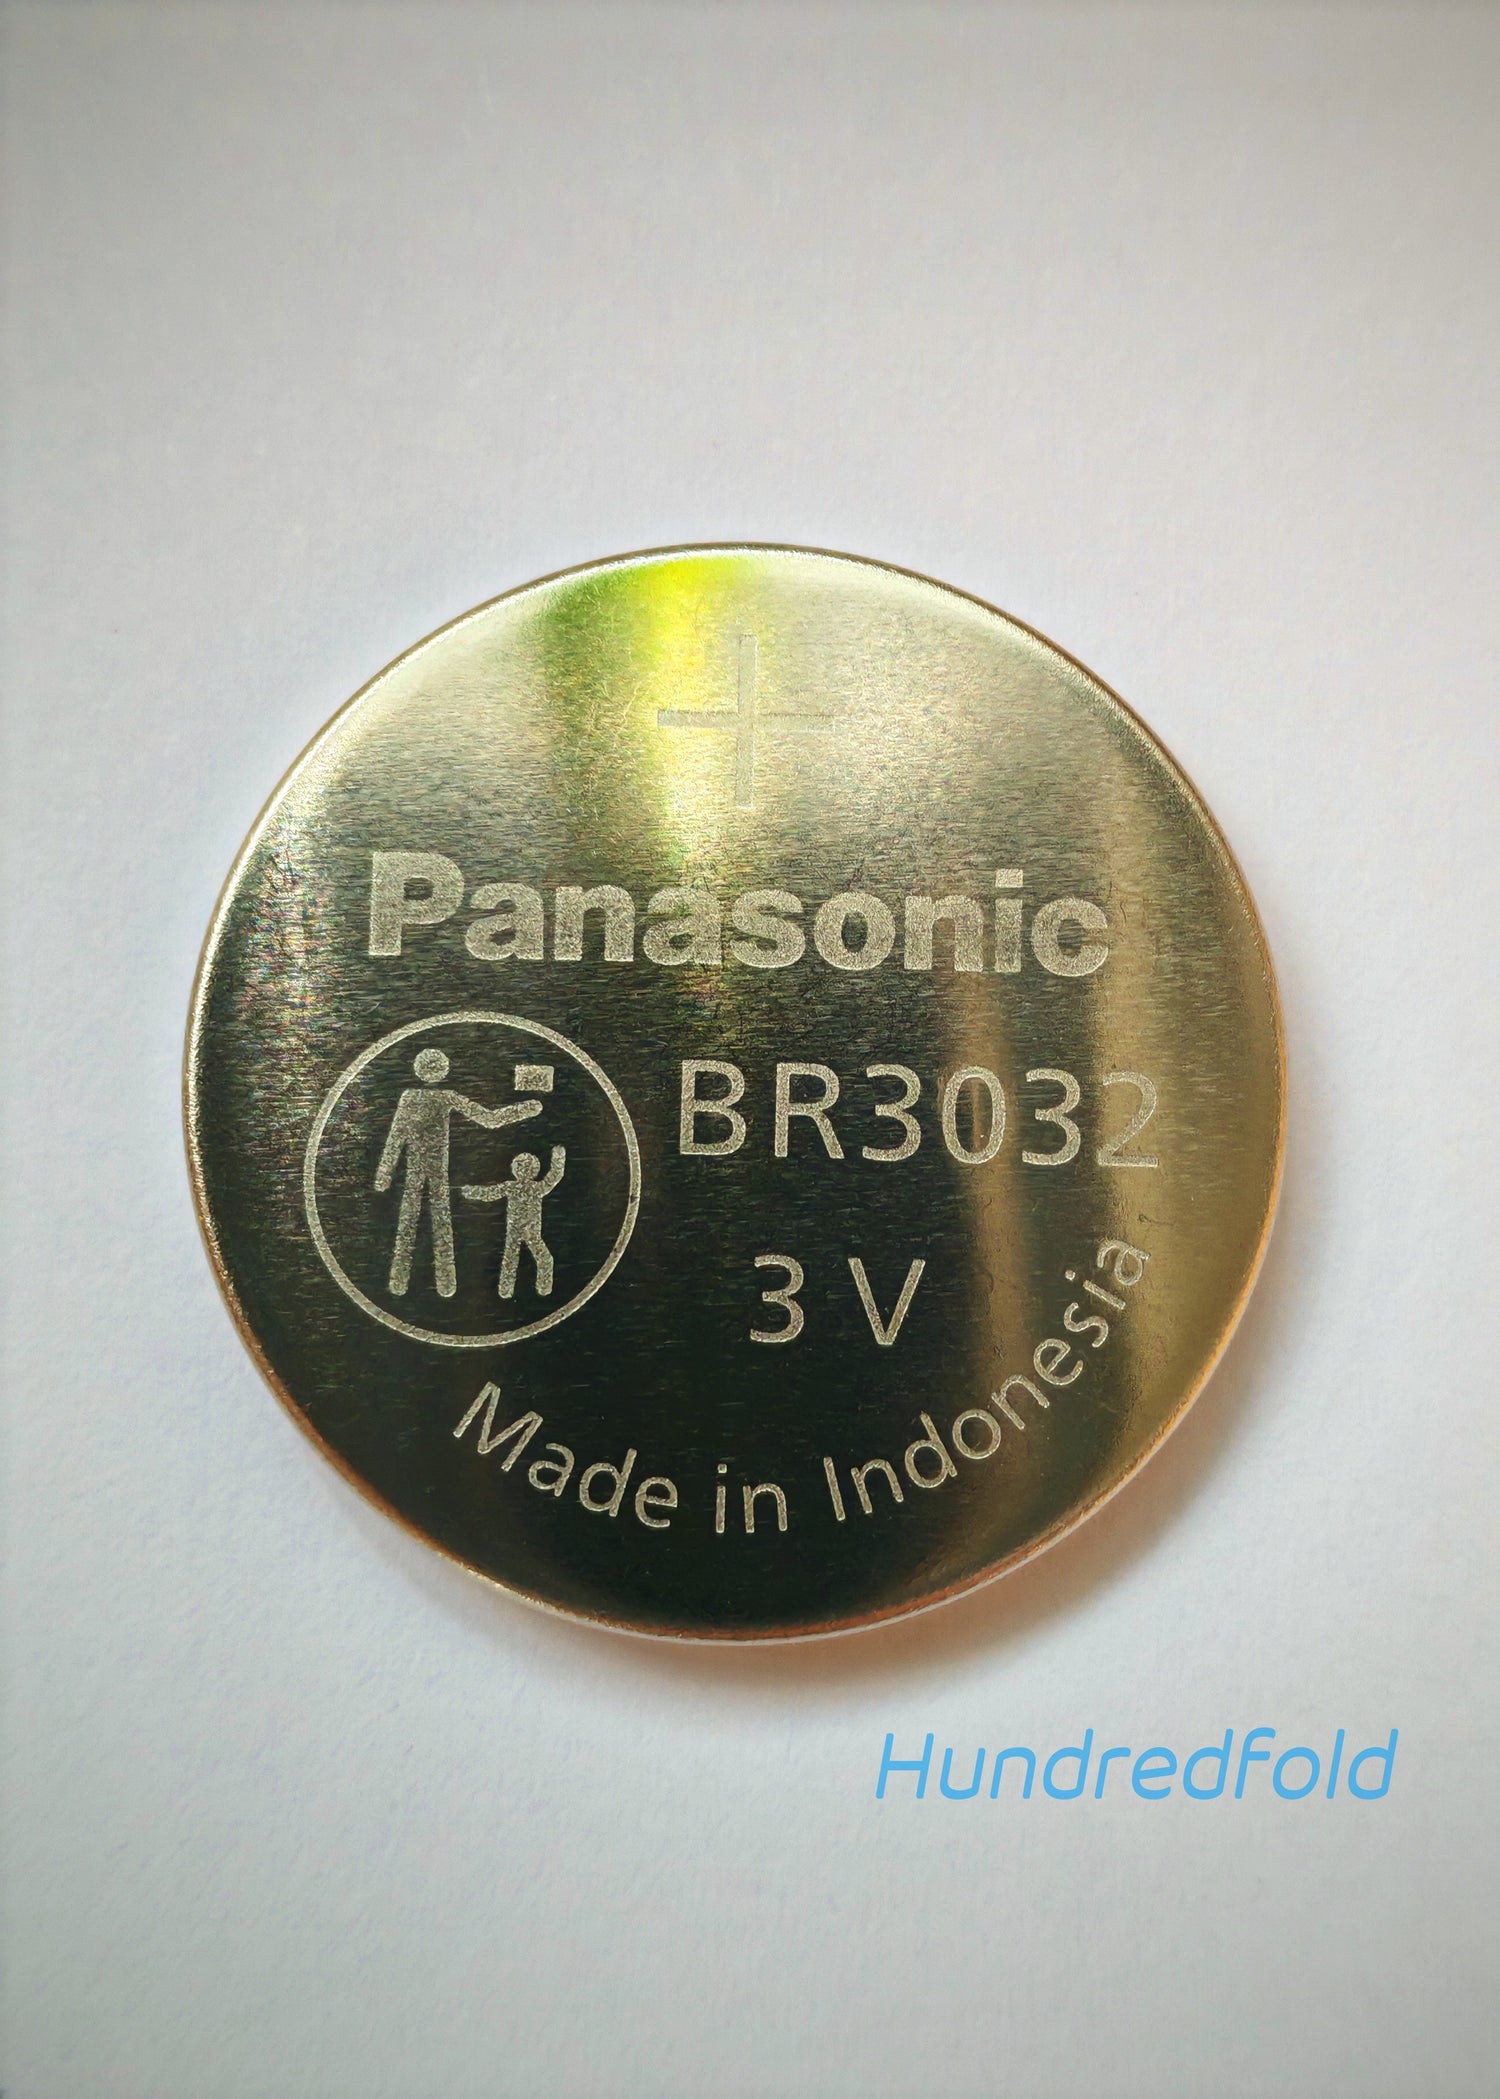 +
Panasonic
BR3032
3 V
Made in Indonesia
Hundredfold